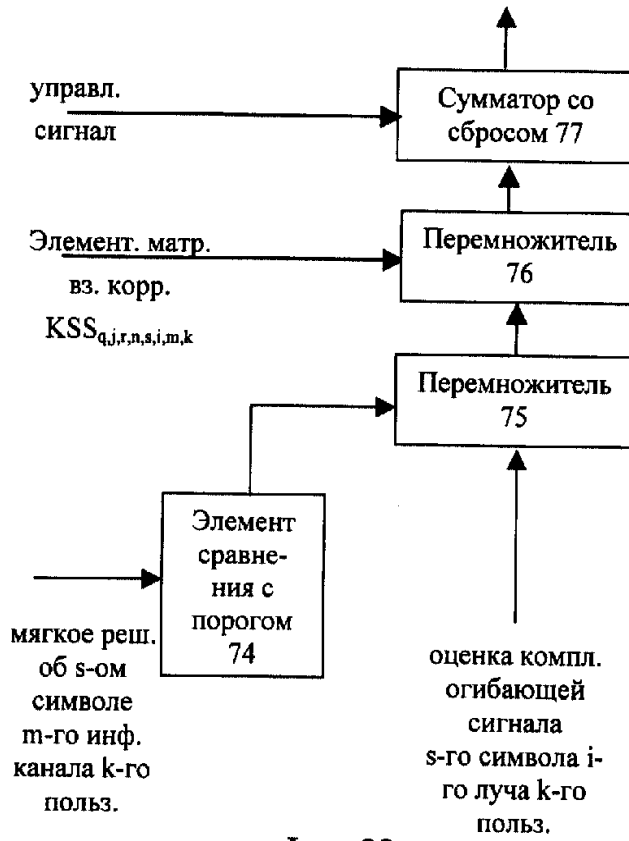 управл.
сигнал
Сумматор со
сбросом 77
Элемент. матр.
вз. корр.
KSSq,j,r,n,s,i,m,k
Перемножитель
76
Перемножитель
75
Элемент
сравне-
ния с
порогом
74
мягкое реш.
об s-ом
символе
m-го инф.
канала k-го
польз.
оценка компл.
огибающей
сигнала
s-го символа i-
го луча k-го
польз.